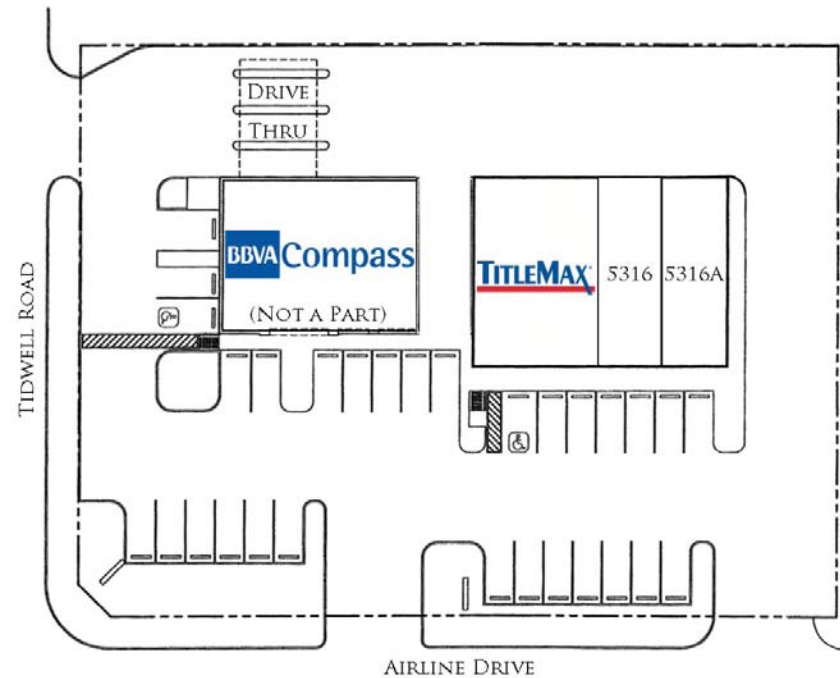 DRIVE
THRU
BBVA Compass
(NOT A PART)
TITLEMAX
5316
5316A
TIDWELL ROAD
AIRLINE DRIVE